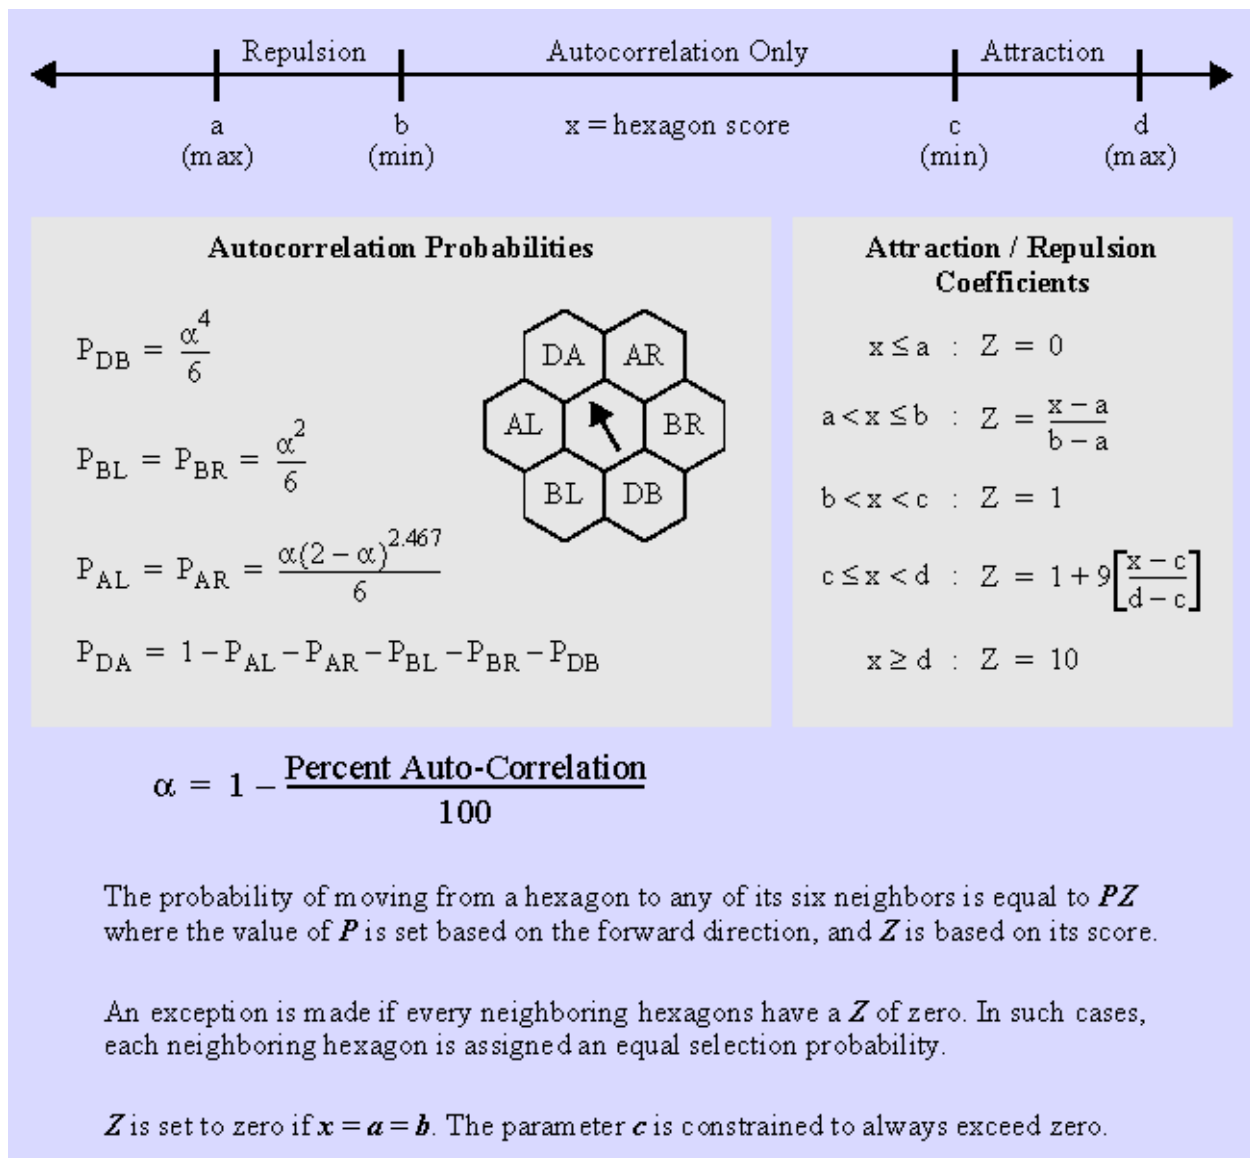 Repulsion Autocorrelation Only Attraction
a b x = hexagon score c d
(max) (min) (min) (max)
Autocorrelation Probabilities
P_DB = α^4/6
P_BL = P_BR = α^2/6
P_AL = P_AR = α(2 − α)^2.467/6
P_DA = 1 − P_AL − P_AR − P_BL − P_BR − P_DB
DA AR
AL BR
BL DB
Attraction / Repulsion
Coefficients
x ≤ a : Z = 0
a < x ≤ b : Z = (x − a)/(b − a)
b < x < c : Z = 1
c ≤ x < d : Z = 1 + 9[(x − c)/(d − c)]
x ≥ d : Z = 10
α = 1 − Percent Auto-Correlation/100
The probability of moving from a hexagon to any of its six neighbors is equal to PZ
where the value of P is set based on the forward direction, and Z is based on its score.
An exception is made if every neighboring hexagons have a Z of zero. In such cases,
each neighboring hexagon is assigned an equal selection probability.
Z is set to zero if x = a = b. The parameter c is constrained to always exceed zero.